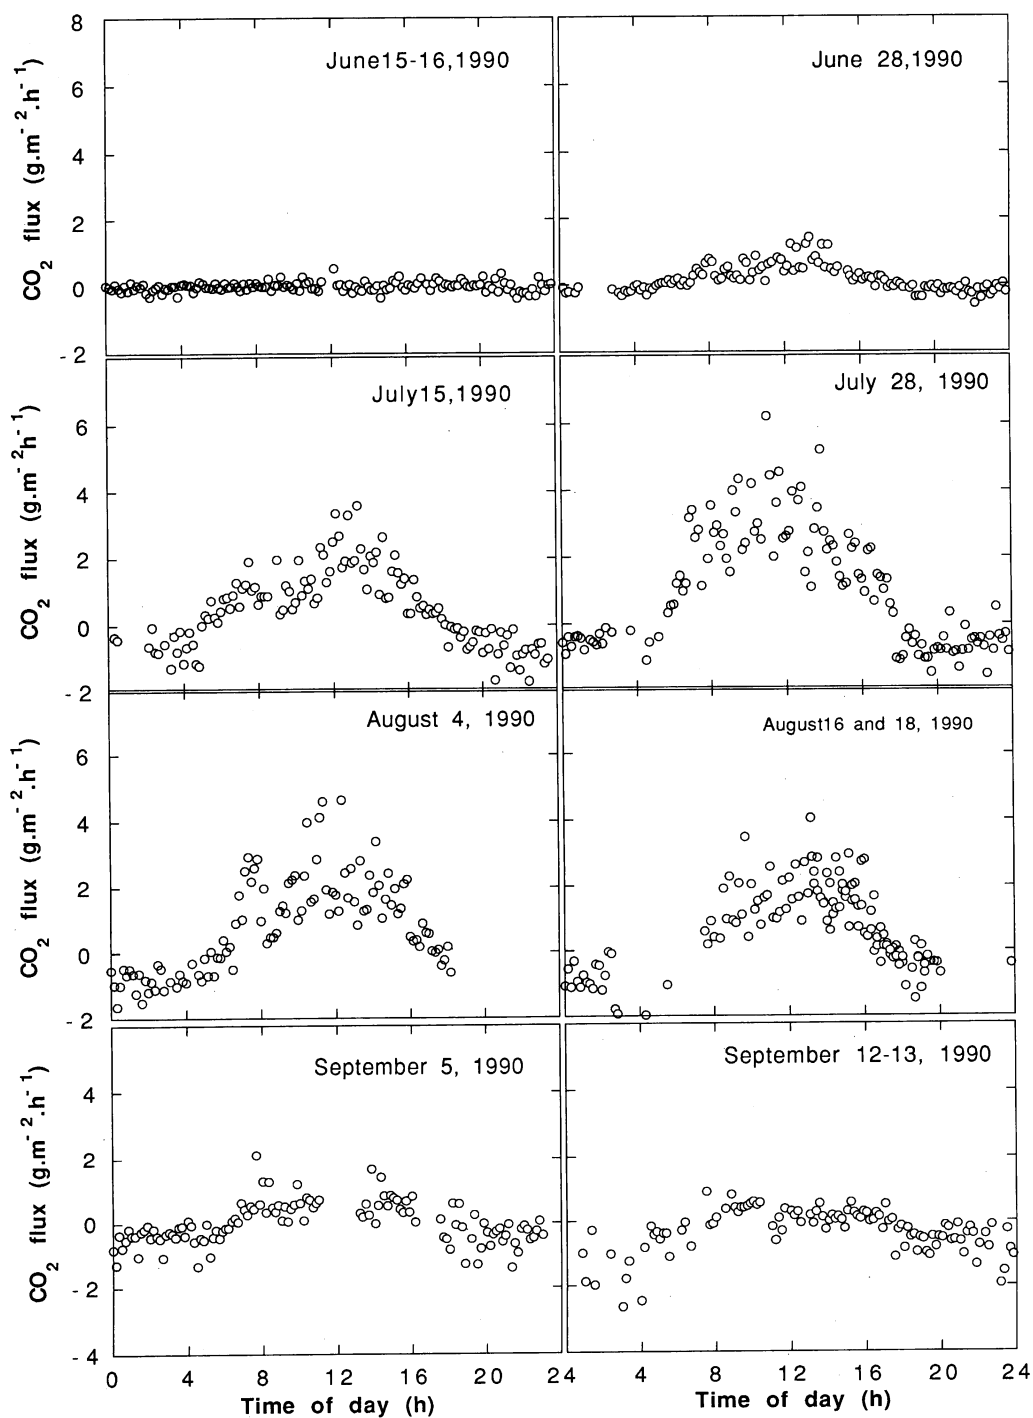 8
6
4
2
0
- 2
CO2 flux (g.m-2.h-1)
June15-16,1990
June 28,1990
6
4
2
0
- 2
CO2 flux (g.m-2h-1)
July15,1990
July 28, 1990
6
4
2
0
- 2
CO2 flux (g.m-2.h-1)
August 4, 1990
August16 and 18, 1990
4
2
0
- 2
- 4
CO2 flux (g.m-2.h-1)
September 5, 1990
September 12-13, 1990
0 4 8 12 16 20 24 4 8 12 16 20 24
Time of day (h) Time of day (h)